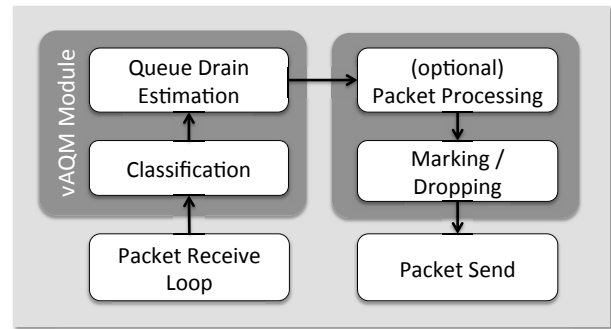 vAQM Module
Queue Drain
Estimation
Classification
Packet Receive
Loop
(optional)
Packet Processing
Marking /
Dropping
Packet Send